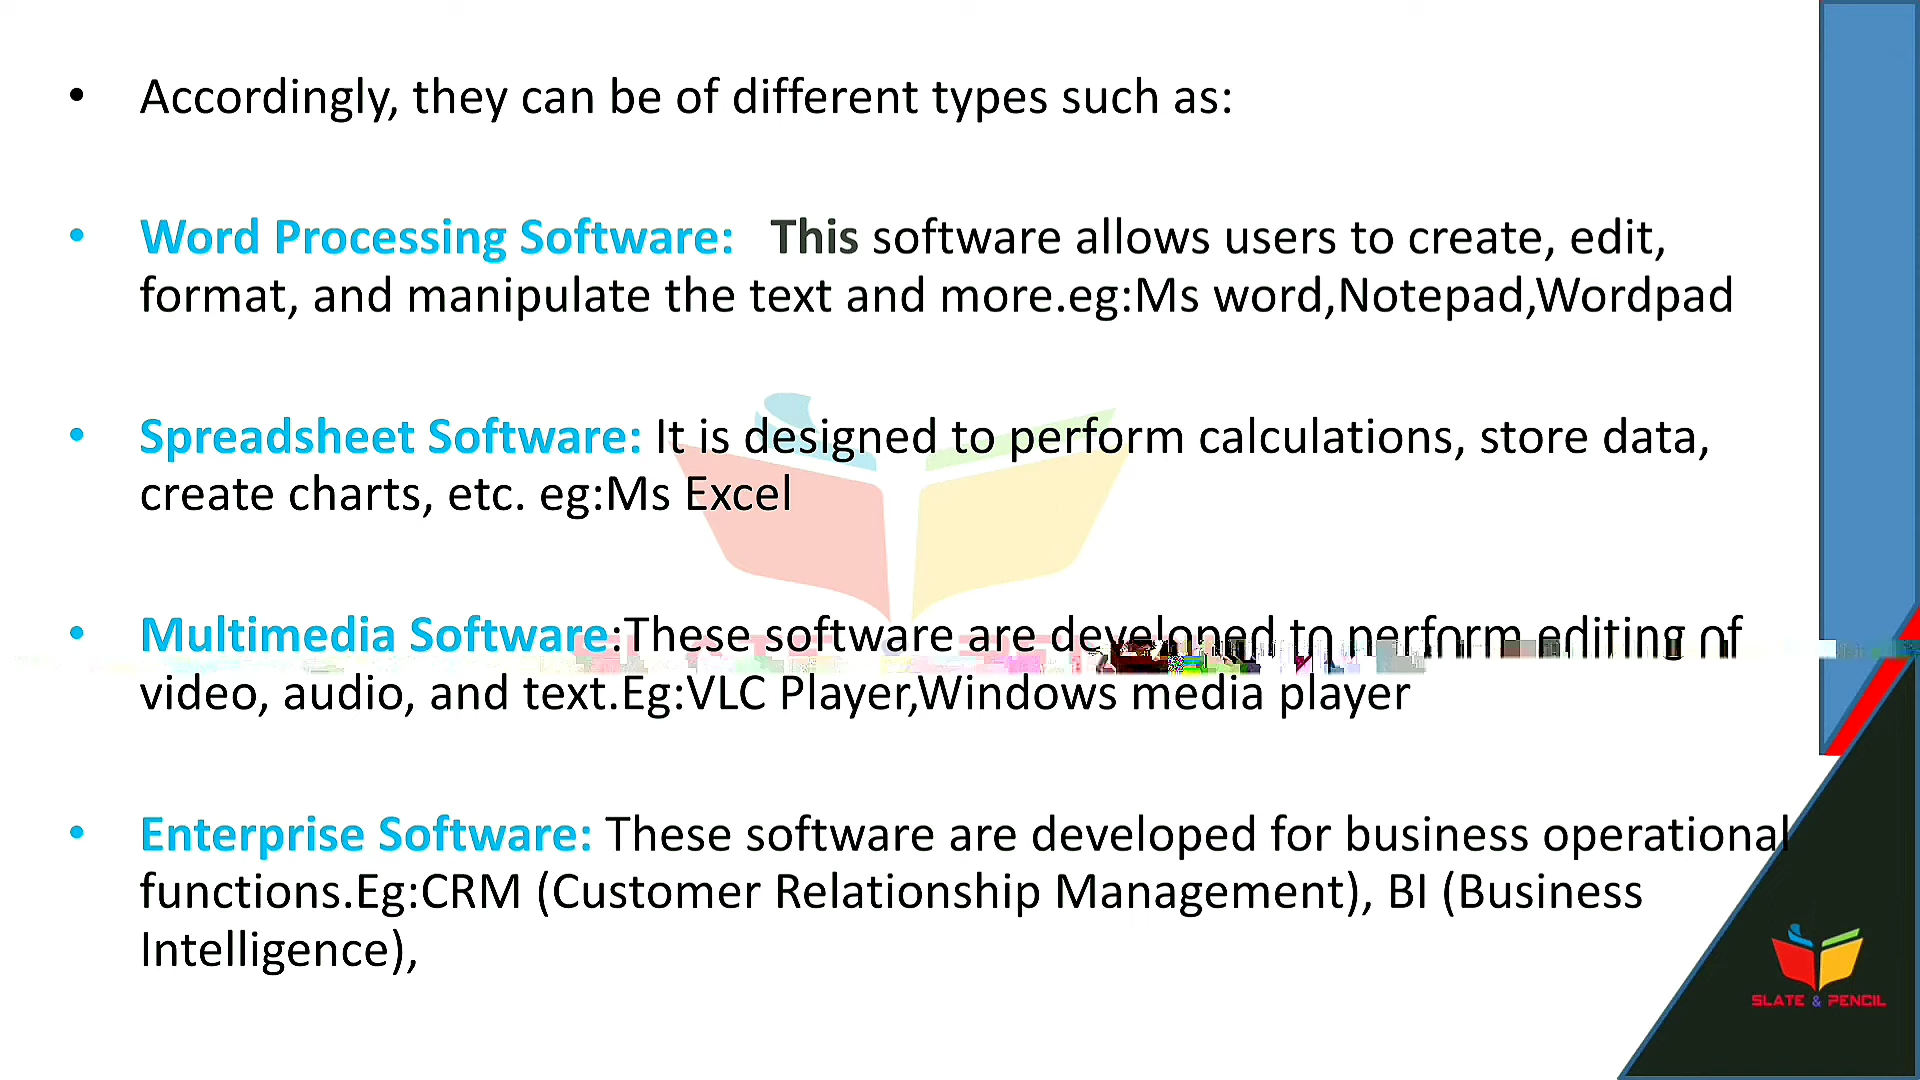 • Accordingly, they can be of different types such as:
• Word Processing Software: This software allows users to create, edit,
format, and manipulate the text and more.eg:Ms word,Notepad,Wordpad
• Spreadsheet Software: It is designed to perform calculations, store data,
create charts, etc. eg:Ms Excel
• Multimedia Software:These software are developed to perform editing of
video, audio, and text.Eg:VLC Player,Windows media player
• Enterprise Software: These software are developed for business operational
functions.Eg:CRM (Customer Relationship Management), BI (Business
Intelligence),
SLATE & PENCIL